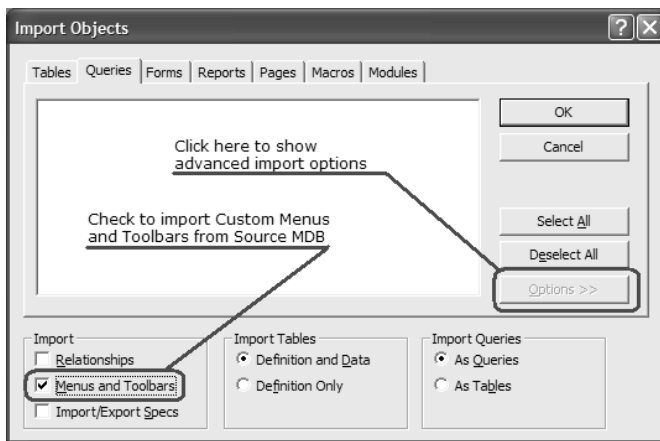 Import Objects
Tables Queries Forms Reports Pages Macros Modules
OK
Cancel
Click here to show
advanced import options
Check to import Custom Menus
and Toolbars from Source MDB
Select All
Deselect All
Options >>
Import
Relationships
Menus and Toolbars
Import/Export Specs
Import Tables
Definition and Data
Definition Only
Import Queries
As Queries
As Tables